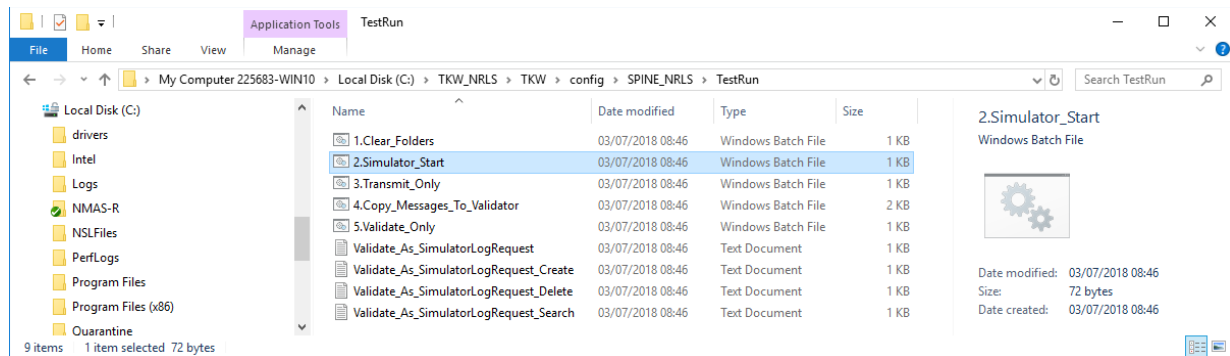 Application Tools TestRun
File Home Share View Manage
My Computer 225683-WIN10 > Local Disk (C:) > TKW_NRLS > TKW > config > SPINE_NRLS > TestRun Search TestRun
Local Disk (C:)
drivers
Intel
Logs
NMAS-R
NSLFiles
PerfLogs
Program Files
Program Files (x86)
Quarantine
Name Date modified Type Size
1.Clear_Folders 03/07/2018 08:46 Windows Batch File 1 KB
2.Simulator_Start 03/07/2018 08:46 Windows Batch File 1 KB
3.Transmit_Only 03/07/2018 08:46 Windows Batch File 1 KB
4.Copy_Messages_To_Validator 03/07/2018 08:46 Windows Batch File 2 KB
5.Validate_Only 03/07/2018 08:46 Windows Batch File 1 KB
Validate_As_SimulatorLogRequest 03/07/2018 08:46 Text Document 1 KB
Validate_As_SimulatorLogRequest_Create 03/07/2018 08:46 Text Document 1 KB
Validate_As_SimulatorLogRequest_Delete 03/07/2018 08:46 Text Document 1 KB
Validate_As_SimulatorLogRequest_Search 03/07/2018 08:46 Text Document 1 KB
2.Simulator_Start
Windows Batch File
Date modified: 03/07/2018 08:46
Size: 72 bytes
Date created: 03/07/2018 08:46
9 items 1 item selected 72 bytes